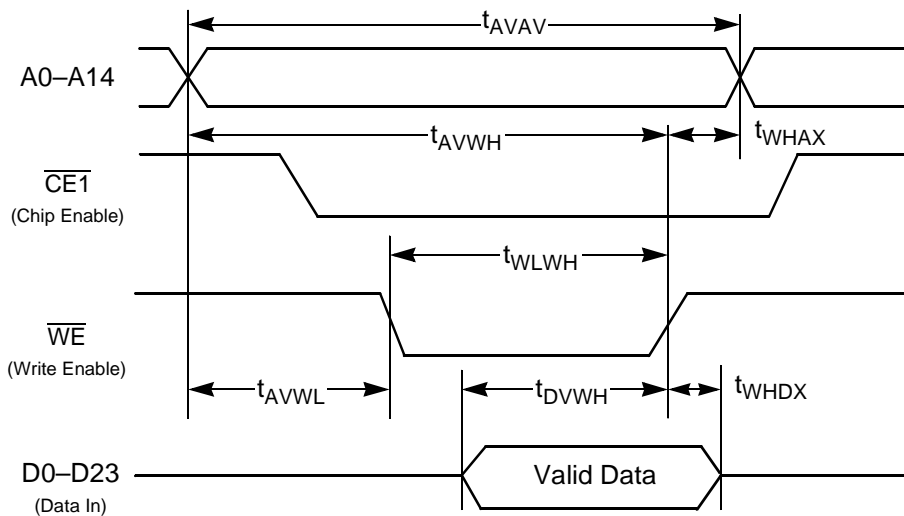 tAVAV
A0–A14
tAVWH
tWHAX
CE1
(Chip Enable)
tWLWH
WE
(Write Enable)
tAVWL
tDVWH
tWHDX
D0–D23
Valid Data
(Data In)